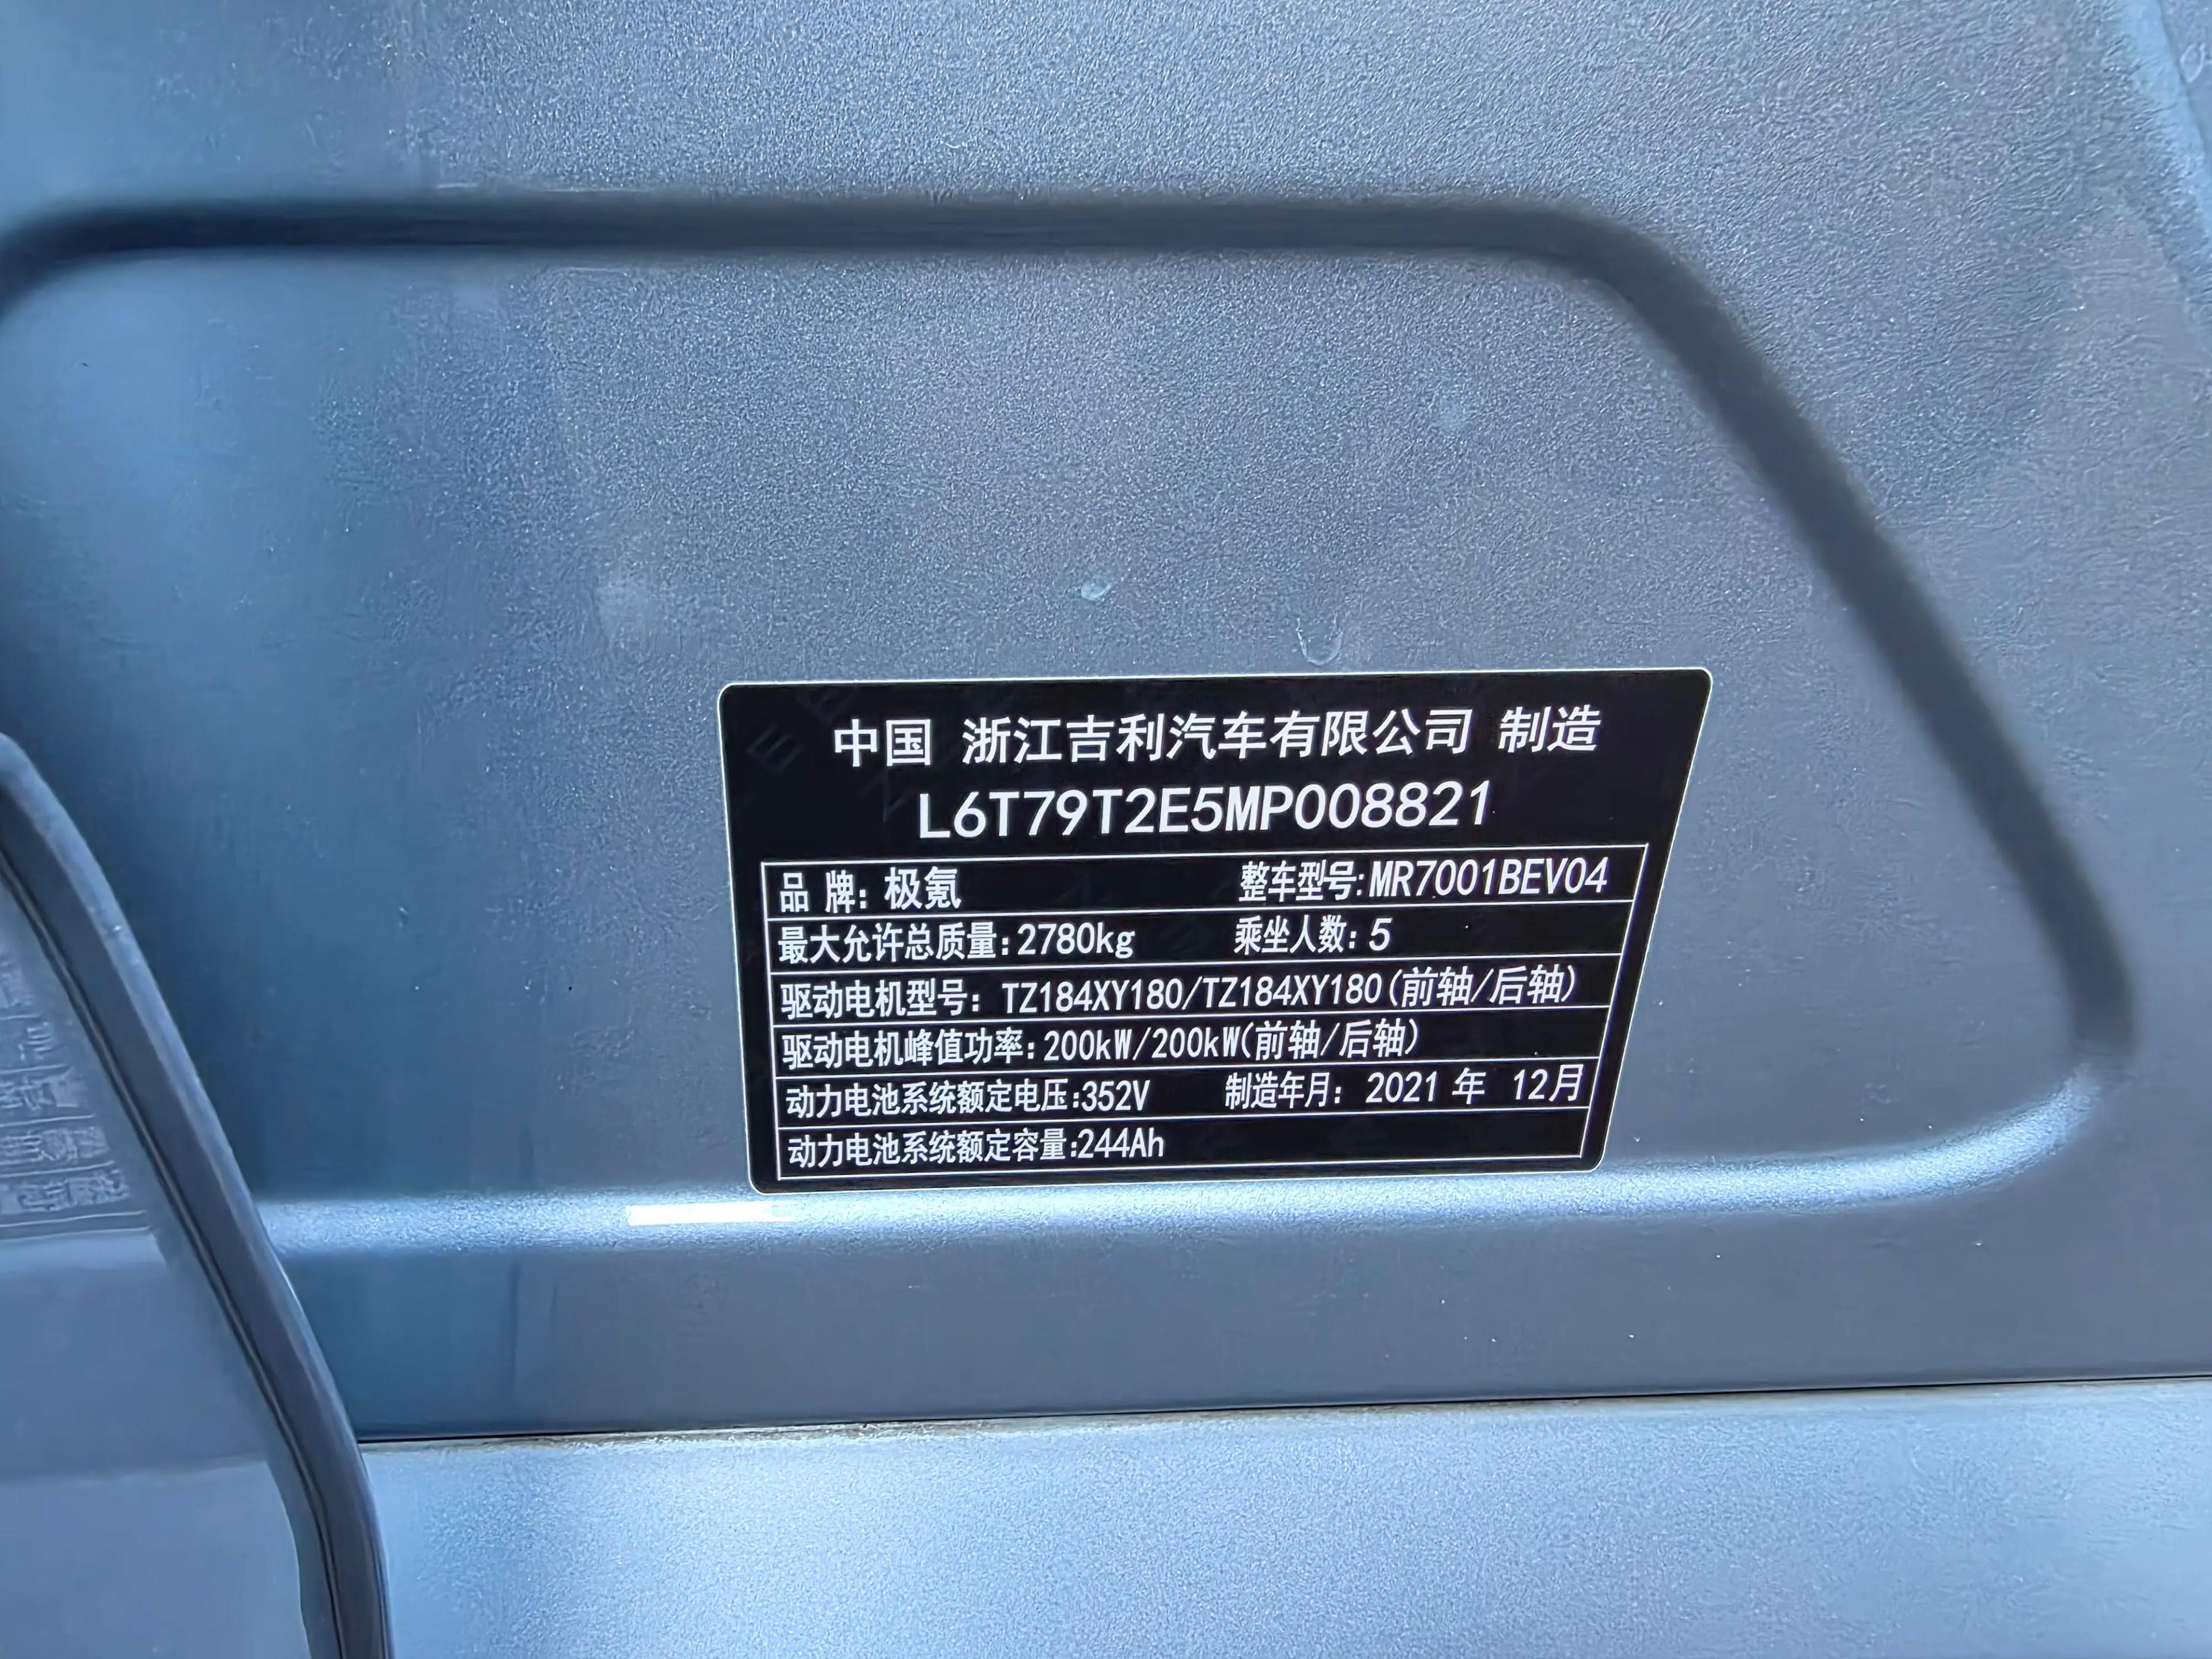 中国 浙江吉利汽车有限公司 制造
L6T79T2E5MP008821
品 牌: 极氪 整车型号: MR7001BEV04
最大允许总质量: 2780kg 乘坐人数: 5
驱动电机型号: TZ184XY180/TZ184XY180(前轴/后轴)
驱动电机峰值功率: 200kW/200kW(前轴/后轴)
动力电池系统额定电压:352V 制造年月: 2021 年 12月
动力电池系统额定容量:244Ah